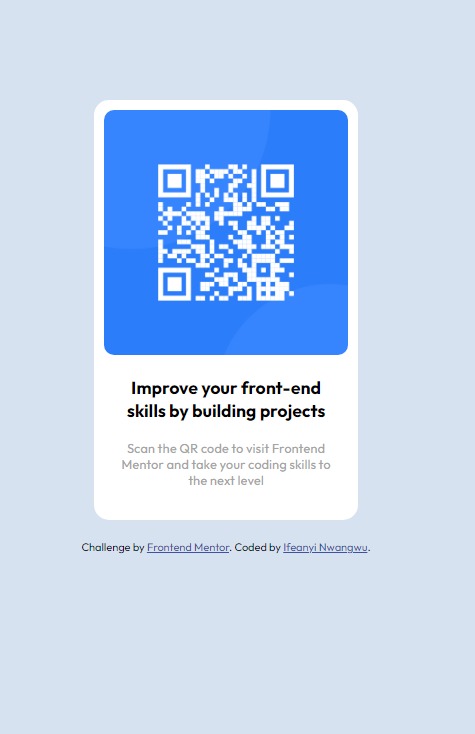 Improve your front-end
skills by building projects
Scan the QR code to visit Frontend
Mentor and take your coding skills to
the next level
Challenge by Frontend Mentor. Coded by Ifeanyi Nwangwu.